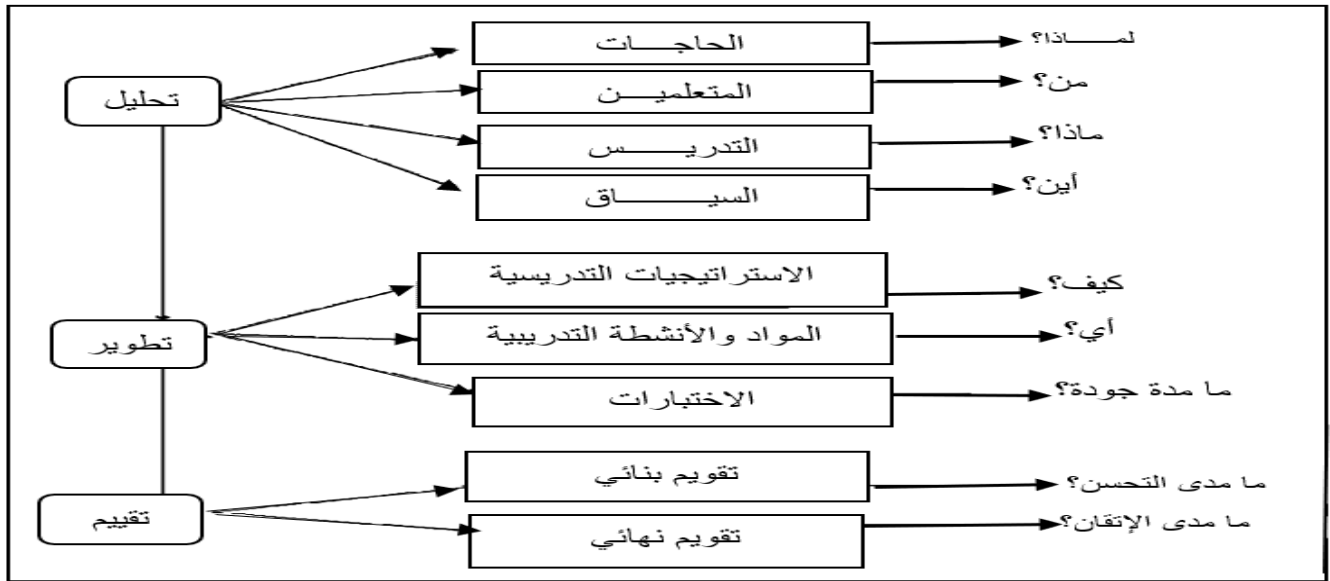 تحليل
الحاجـــات
لمـــاذا؟
المتعلميـــن
من؟
التدريـــس
ماذا؟
السيـــاق
أين؟
تطوير
الاستراتيجيات التدريسية
كيف؟
المواد والأنشطة التدريبية
أي؟
الاختبارات
ما مدة جودة؟
تقييم
تقويم بنائي
ما مدى التحسن؟
تقويم نهائي
ما مدى الإتقان؟